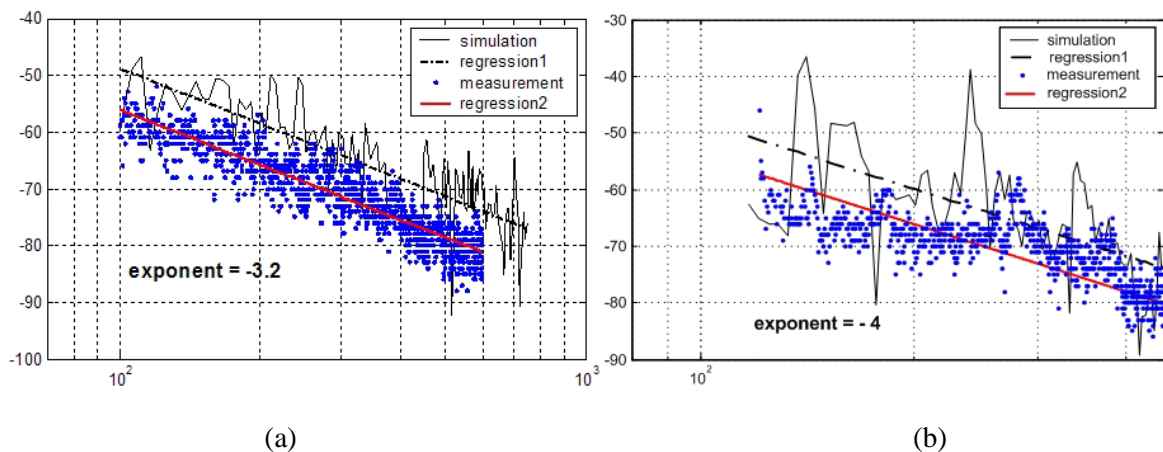 -40
-50
-60
-70
-80
-90
-100
10²
10³
simulation
regression1
measurement
regression2
exponent = -3.2
(a)
-30
-40
-50
-60
-70
-80
-90
10²
simulation
regression1
measurement
regression2
exponent = - 4
(b)